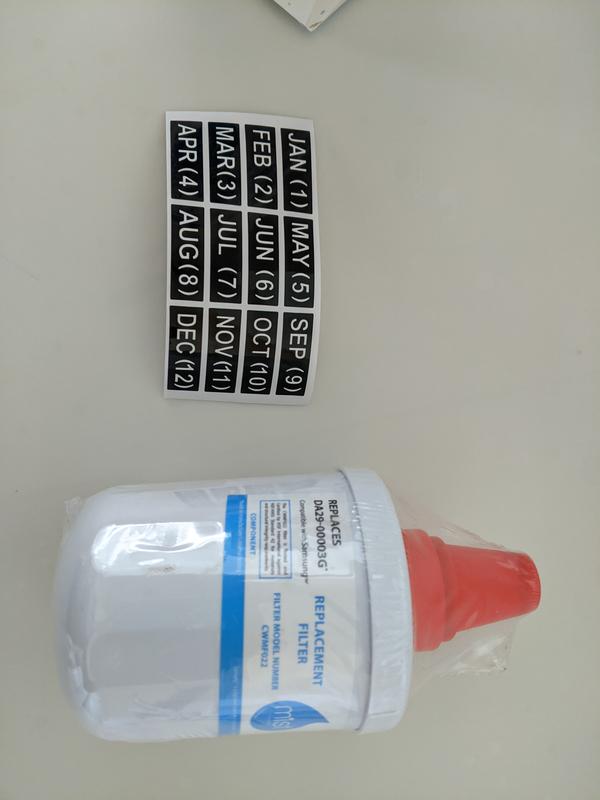 JAN (1) MAY (5) SEP (9)
FEB (2) JUN (6) OCT (10)
MAR(3) JUL (7) NOV(11)
APR (4) AUG(8) DEC(12)
REPLACES
DA29-00003G*
Compatible with Samsung
REPLACEMENT
FILTER
FILTER MODEL NUMBER
CWMF022
mist
COMPONENT